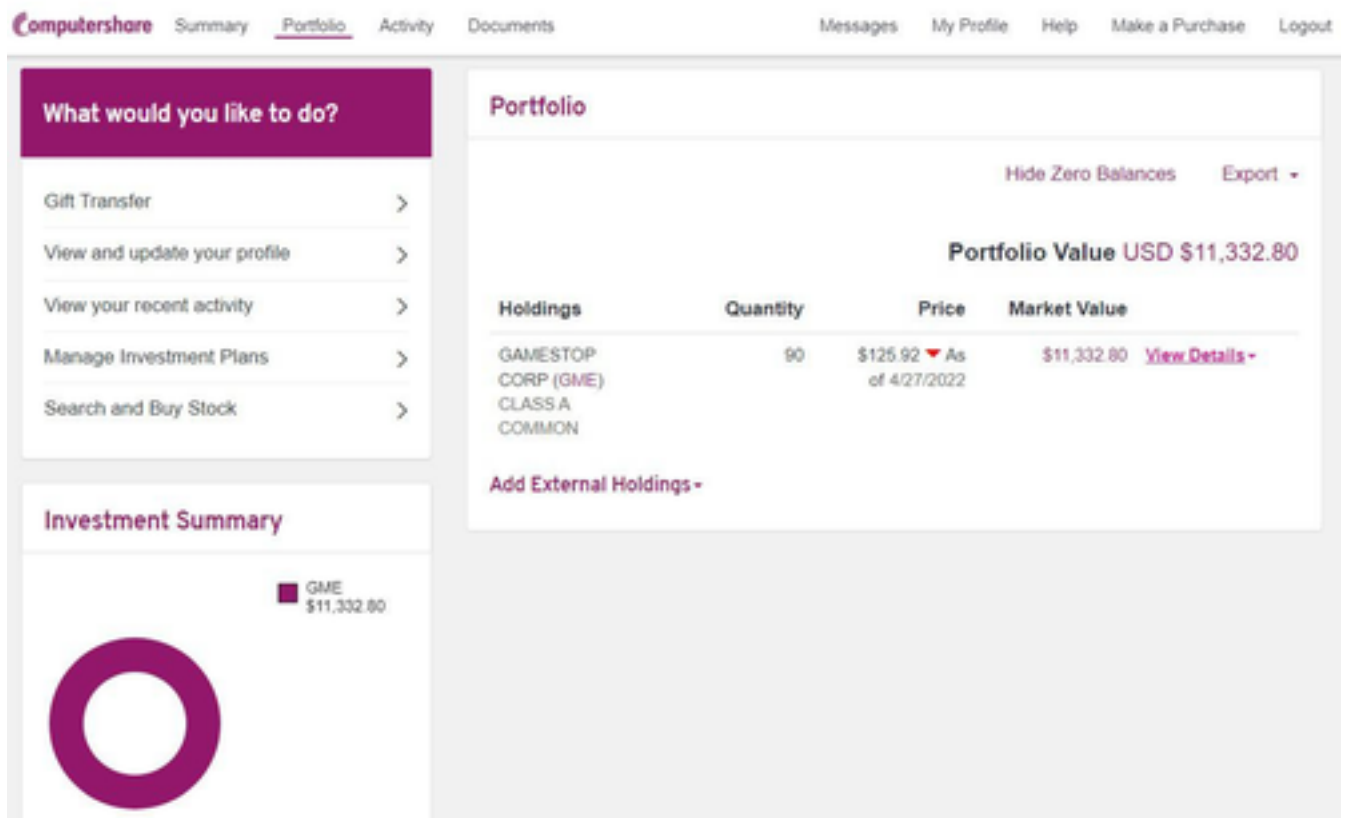 Computershare Summary Portfolio Activity Documents Messages My Profile Help Make a Purchase Logout
What would you like to do?
Gift Transfer
View and update your profile
View your recent activity
Manage Investment Plans
Search and Buy Stock
Investment Summary
GME
$11,332.80
Portfolio
Hide Zero Balances Export
Portfolio Value USD $11,332.80
Holdings Quantity Price Market Value
GAMESTOP 90 $125.92 As $11,332.80 View Details
CORP (GME) of 4/27/2022
CLASS A
COMMON
Add External Holdings